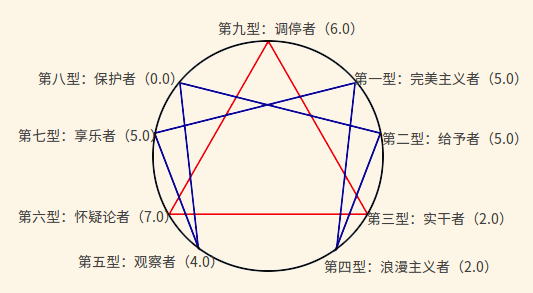 第九型：调停者（6.0）
第八型：保护者（0.0）
第一型：完美主义者（5.0）
第七型：享乐者（5.0）
第二型：给予者（5.0）
第六型：怀疑论者（7.0）
第三型：实干者（2.0）
第五型：观察者（4.0）
第四型：浪漫主义者（2.0）